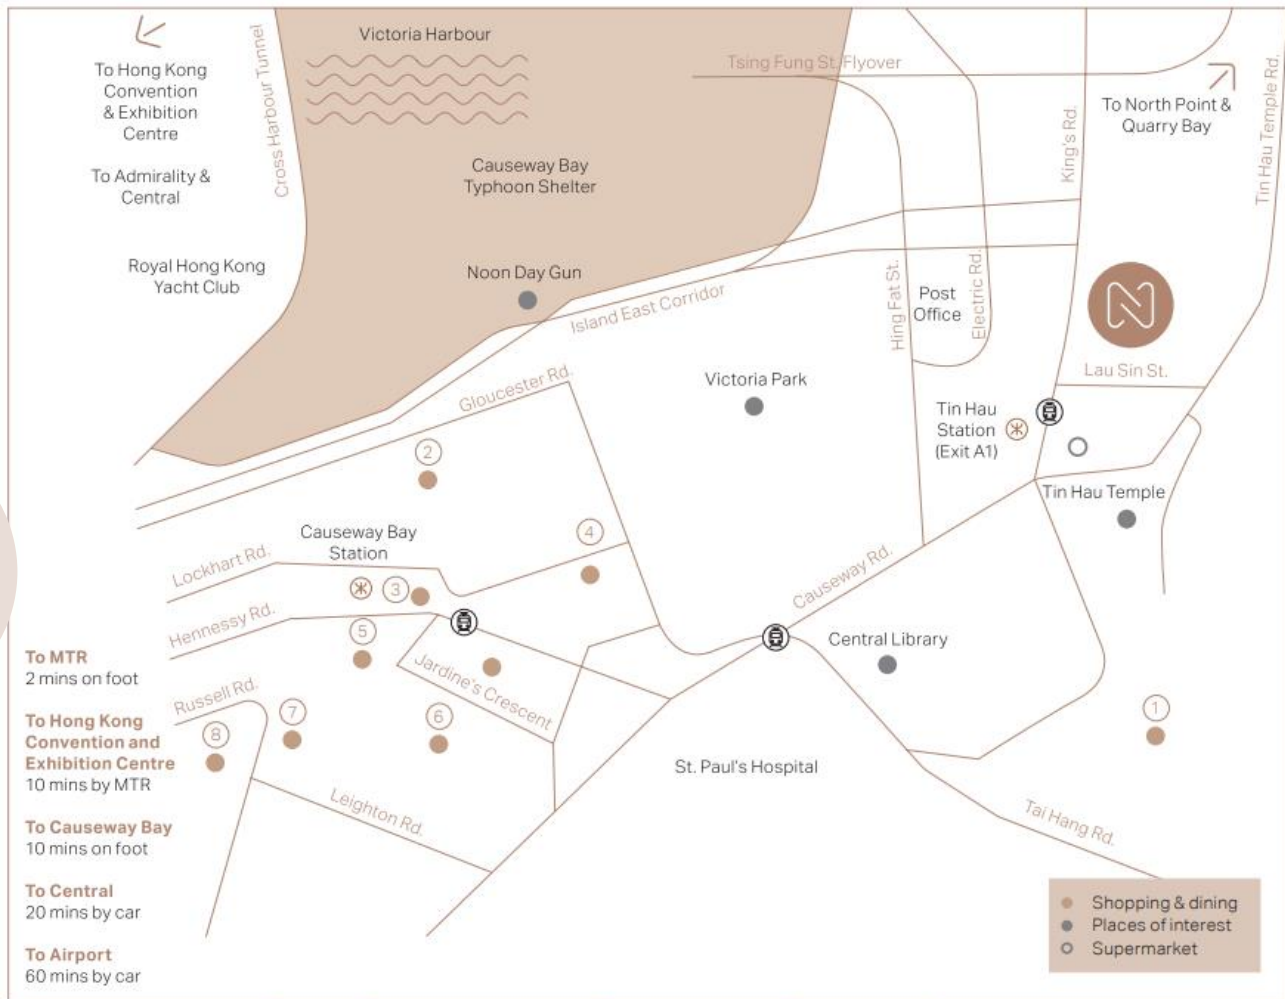 Victoria Harbour
Cross Harbour Tunnel
To Hong Kong
Convention
& Exhibition
Centre
To Admirality &
Central
Royal Hong Kong
Yacht Club
Causeway Bay
Typhoon Shelter
Noon Day Gun
Tsing Fung St. Flyover
King's Rd.
To North Point &
Quarry Bay
Tin Hau Temple Rd.
Island East Corridor
Hing Fat St.
Post
Office
Electric Rd.
N
Lau Sin St.
Gloucester Rd.
Victoria Park
Tin Hau
Station
(Exit A1)
2
Tin Hau Temple
Causeway Bay
Station
4
Lockhart Rd.
3
Causeway Rd.
Hennessy Rd.
5
Central Library
Jardine's Crescent
Russell Rd.
8
7
6
1
St. Paul's Hospital
Leighton Rd.
Tai Hang Rd.
To MTR
2 mins on foot
To Hong Kong
Convention and
Exhibition Centre
10 mins by MTR
To Causeway Bay
10 mins on foot
To Central
20 mins by car
To Airport
60 mins by car
Shopping & dining
Places of interest
Supermarket